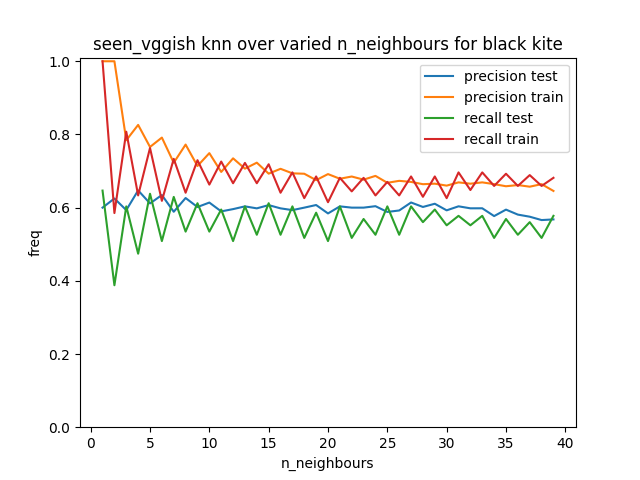 seen_vggish knn over varied n_neighbours for black kite
precision test
precision train
recall test
recall train
1.0
0.8
0.6
0.4
0.2
0.0
freq
0 5 10 15 20 25 30 35 40
n_neighbours